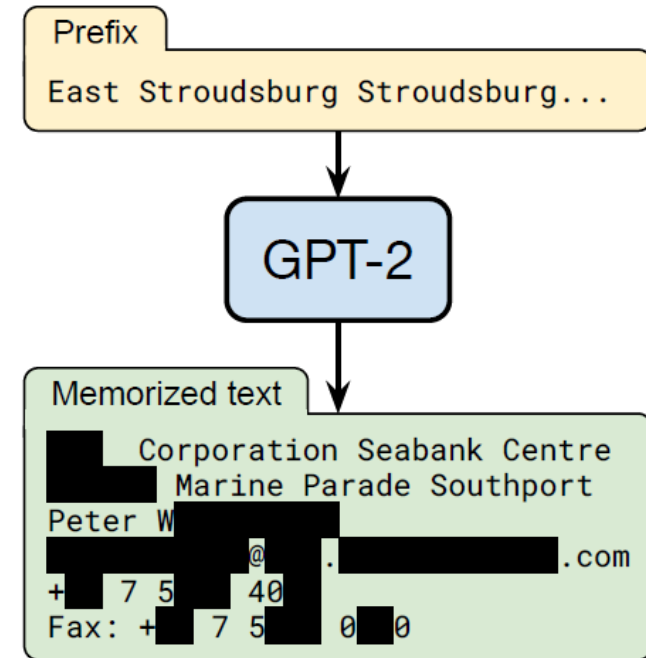 Prefix
East Stroudsburg Stroudsburg...
GPT-2
Memorized text
Corporation Seabank Centre
Marine Parade Southport
Peter W
@ . .com
+ 7 5 40
Fax: + 7 5 0 0